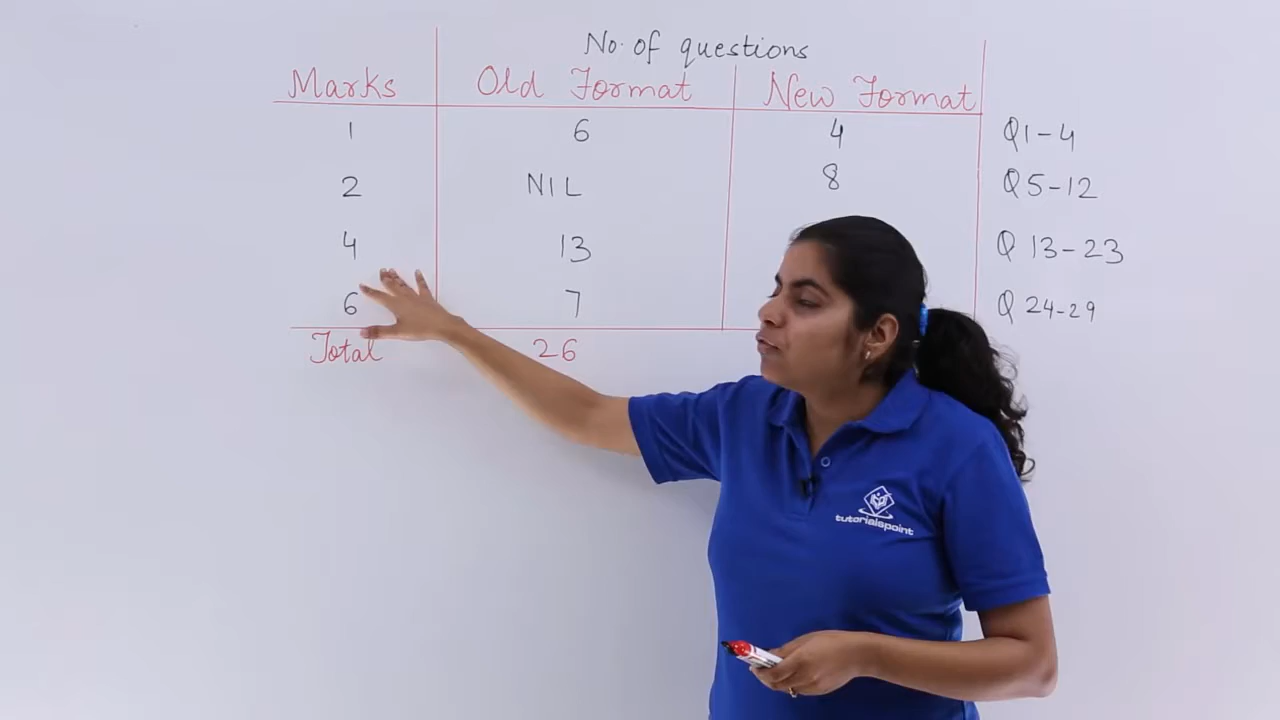 No. of questions
Marks Old Format New Format
1 6 4 Q1-4
2 NIL 8 Q5-12
4 13 Q 13-23
6 7 Q 24-29
Total 26
tutorialspoint